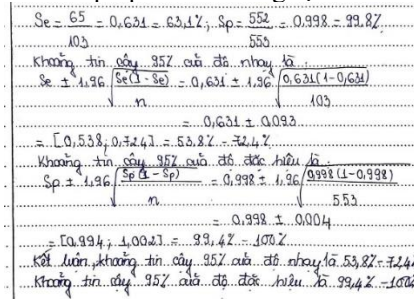 Se = 65/103 = 0,631 = 63,1%; Sp = 552/553 = 0,998 = 99,8%
Khoảng tin cậy 95% của độ nhạy là
Se ± 1,96 √(Se(1 - Se)/n) = 0,631 ± 1,96 √(0,631(1-0,631)/103)
= 0,631 ± 0,093
= [0,538; 0,724] = 53,8% - 72,4%
Khoảng tin cậy 95% của độ đặc hiệu là
Sp ± 1,96 √(Sp(1 - Sp)/n) = 0,998 ± 1,96 √(0,998(1-0,998)/553)
= 0,998 ± 0,004
= [0,994; 1,002] = 99,4% - 100%
Kết luận, khoảng tin cậy 95% của độ nhạy là 53,8% - 72,4
Khoảng tin cậy 95% của độ đặc hiệu là 99,4% - 100